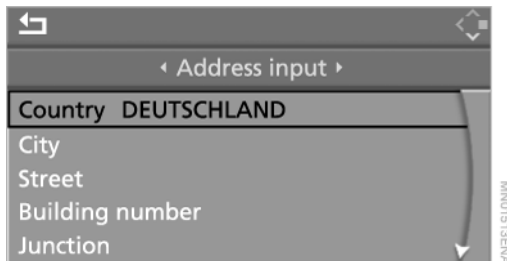 Address input
Country DEUTSCHLAND
City
Street
Building number
Junction